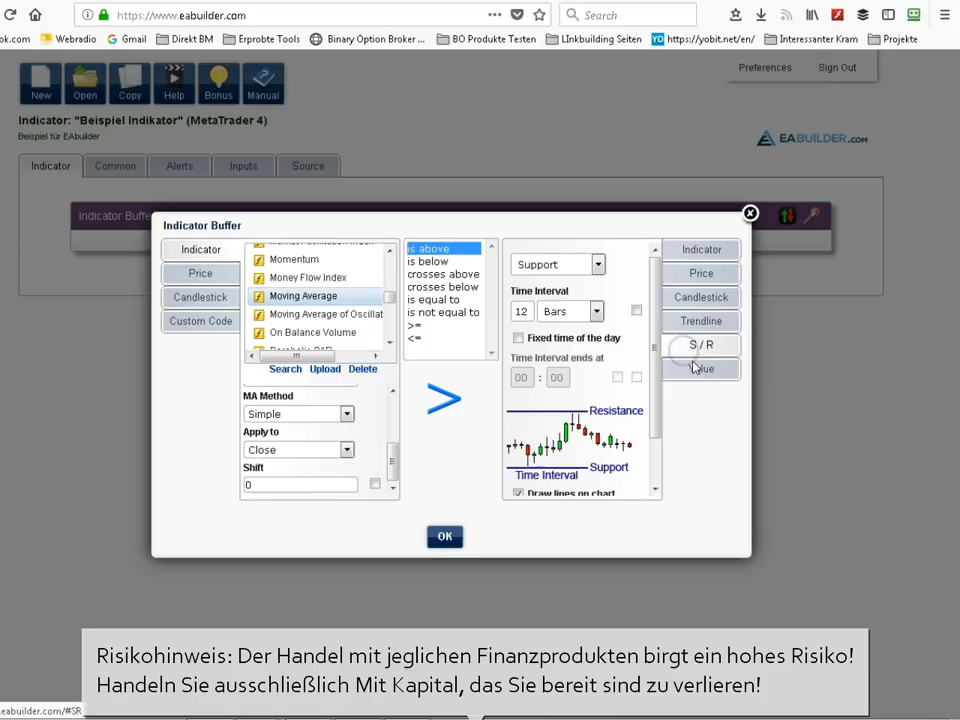 https://www.eabuilder.com
Search
ok.com
Webradio
Gmail
Direkt BM
Erprobte Tools
Binary Option Broker ...
BO Produkte Testen
LInkbuilding Seiten
YO
https://yobit.net/en/
Interessanter Kram
Projekte
New
Open
Copy
Help
Bonus
Manual
Preferences
Sign Out
Indicator: "Beispiel Indikator" (MetaTrader 4)
Beispiel für EAbuilder
EABUILDER.COM
Indicator
Common
Alerts
Inputs
Source
Indicator Buffe
Indicator Buffer
Indicator
Price
Candlestick
Custom Code
Momentum
Money Flow Index
Moving Average
Moving Average of Oscillat
On Balance Volume
Search
Upload
Delete
MA Method
Simple
Apply to
Close
Shift
0
is above
is below
crosses above
crosses below
is equal to
is not equal to
>=
<=
>
OK
Support
Time Interval
12
Bars
Fixed time of the day
Time Interval ends at
00 : 00
Resistance
Support
Time Interval
Draw lines on chart
Indicator
Price
Candlestick
Trendline
S / R
Risikohinweis: Der Handel mit jeglichen Finanzprodukten birgt ein hohes Risiko!
Handeln Sie ausschließlich Mit Kapital, das Sie bereit sind zu verlieren!
.eabuilder.com/#SR